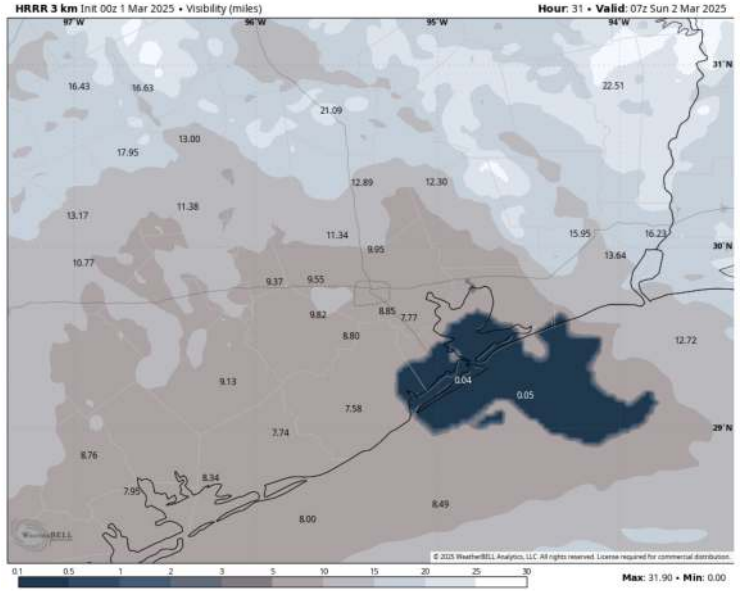 HRRR 3 km Init 00z 1 Mar 2025 • Visibility (miles)
Hour: 31 • Valid: 07z Sun 2 Mar 2025
97°W 96°W 95°W 94°W
31°N
16.43 16.63 22.51
21.09
13.00
17.95
12.89 12.30
11.38
13.17
11.34 15.95 16.23
30°N
9.95 13.64
10.77
9.37 9.55
9.82 8.85 7.77
8.80 12.72
9.13 0.04
0.05
7.58
7.74 29°N
8.76
8.34
7.95
8.49
8.00
WeatherBELL
© 2025 WeatherBELL Analytics, LLC All rights reserved. License required for commercial distribution.
0.1 0.5 1 2 3 5 10 15 20 25 30
Max: 31.90 • Min: 0.00